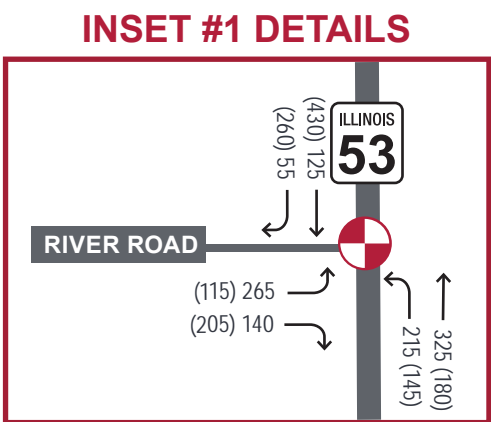 INSET #1 DETAILS
(260) 55
(430) 125
ILLINOIS
53
RIVER ROAD
(115) 265
(205) 140
215 (145)
325 (180)